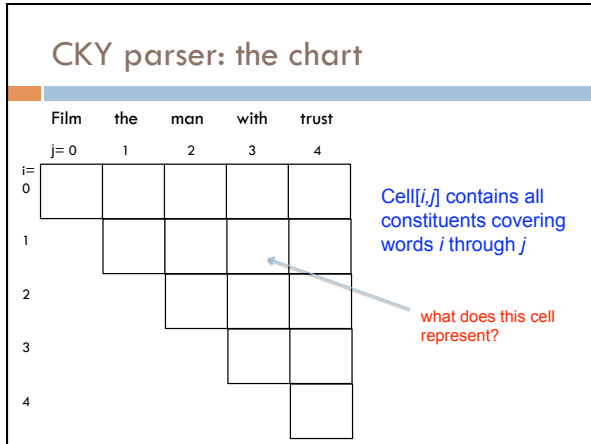 CKY parser: the chart
Film the man with trust
j= 0 1 2 3 4
i=
0
Cell[i,j] contains all
constituents covering
words i through j
1
2
what does this cell
represent?
3
4